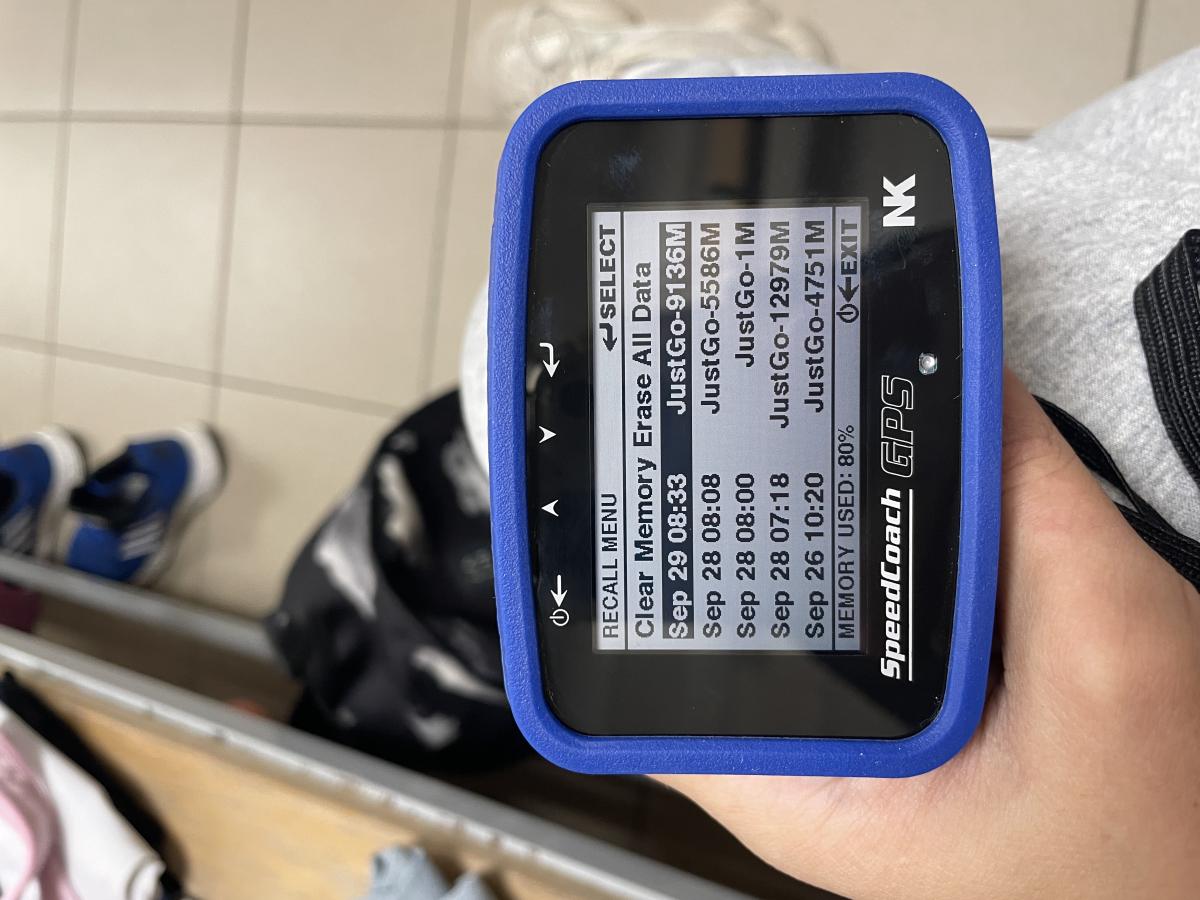 RECALL MENU SELECT
Clear Memory Erase All Data
Sep 29 08:33 JustGo-9136M
Sep 28 08:08 JustGo-5586M
Sep 28 08:00 JustGo-1M
Sep 28 07:18 JustGo-12979M
Sep 26 10:20 JustGo-4751M
MEMORY USED: 80% EXIT
SpeedCoach GPS NK